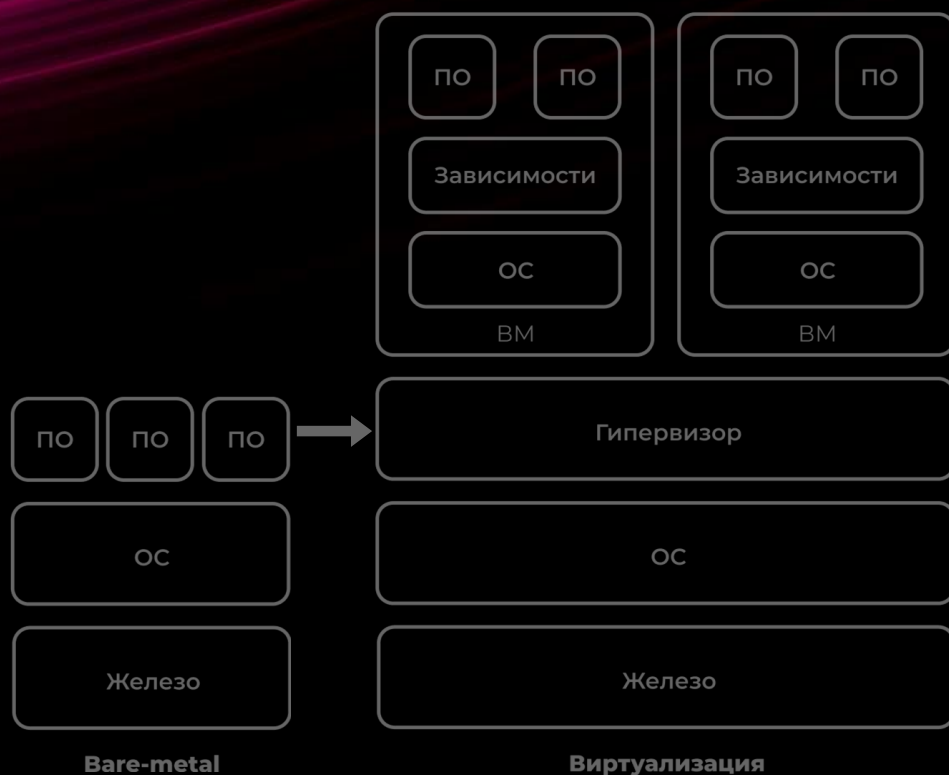 ПО ПО ПО ПО
Зависимости Зависимости
ОС ОС
ВМ ВМ
ПО ПО ПО Гипервизор
ОС ОС
Железо Железо
Bare-metal Виртуализация